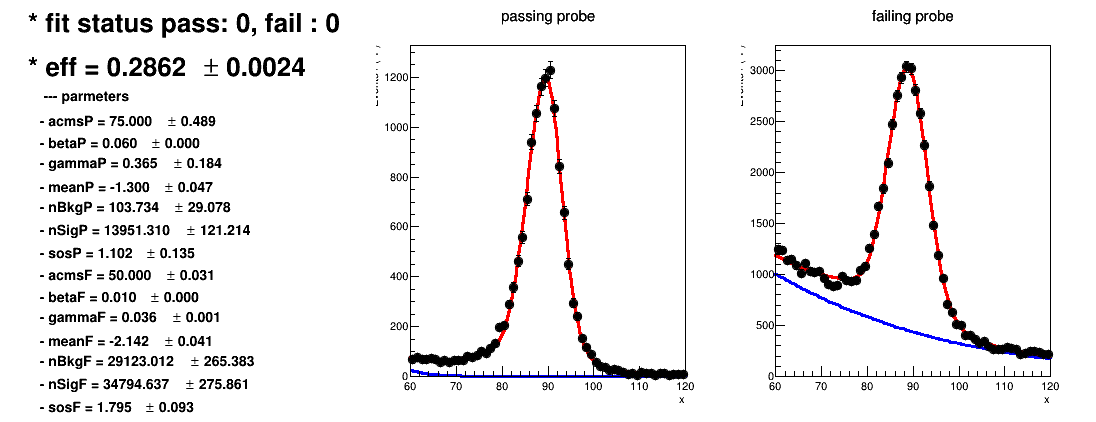 * fit status pass: 0, fail : 0
* eff = 0.2862 ± 0.0024
--- parmeters
- acmsP = 75.000 ± 0.489
- betaP = 0.060 ± 0.000
- gammaP = 0.365 ± 0.184
- meanP = -1.300 ± 0.047
- nBkgP = 103.734 ± 29.078
- nSigP = 13951.310 ± 121.214
- sosP = 1.102 ± 0.135
- acmsF = 50.000 ± 0.031
- betaF = 0.010 ± 0.000
- gammaF = 0.036 ± 0.001
- meanF = -2.142 ± 0.041
- nBkgF = 29123.012 ± 265.383
- nSigF = 34794.637 ± 275.861
- sosF = 1.795 ± 0.093
passing probe
1200
1000
800
600
400
200
0
60 70 80 90 100 110 120
x
failing probe
3000
2500
2000
1500
1000
500
0
60 70 80 90 100 110 120
x